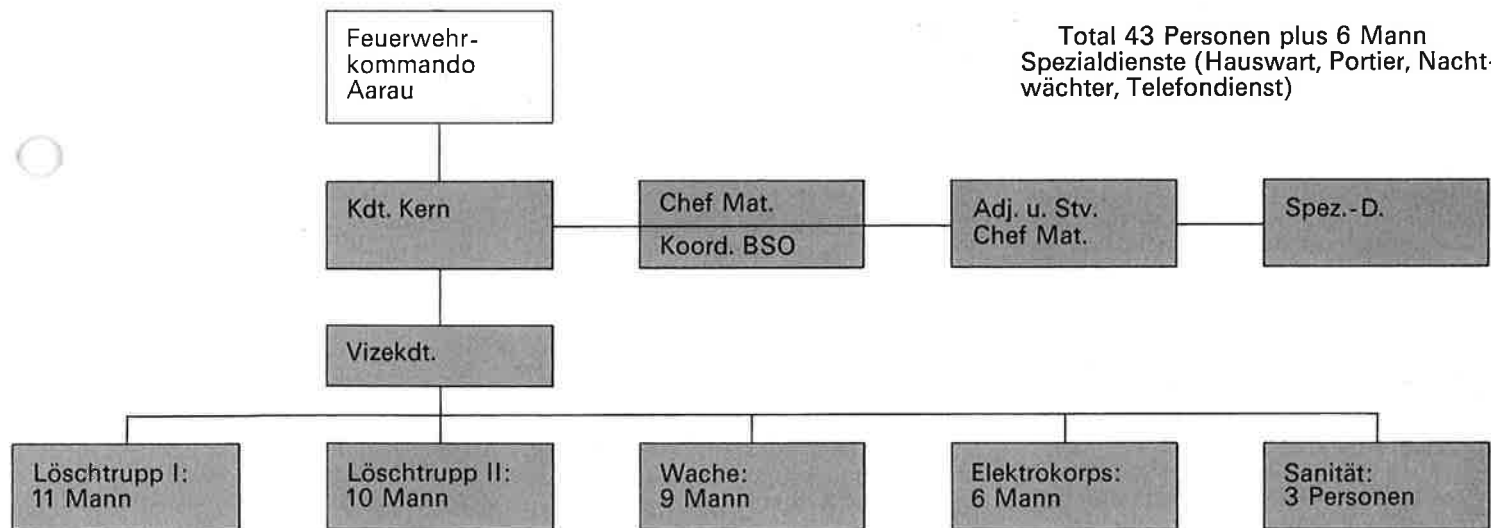 Feuerwehr-
kommando
Aarau
Total 43 Personen plus 6 Mann
Spezialdienste (Hauswart, Portier, Nacht-
wächter, Telefondienst)
Kdt. Kern
Chef Mat.
Koord. BSO
Adj. u. Stv.
Chef Mat.
Spez.-D.
Vizekdt.
Löschtrupp I:
11 Mann
Löschtrupp II:
10 Mann
Wache:
9 Mann
Elektrokorps:
6 Mann
Sanität:
3 Personen